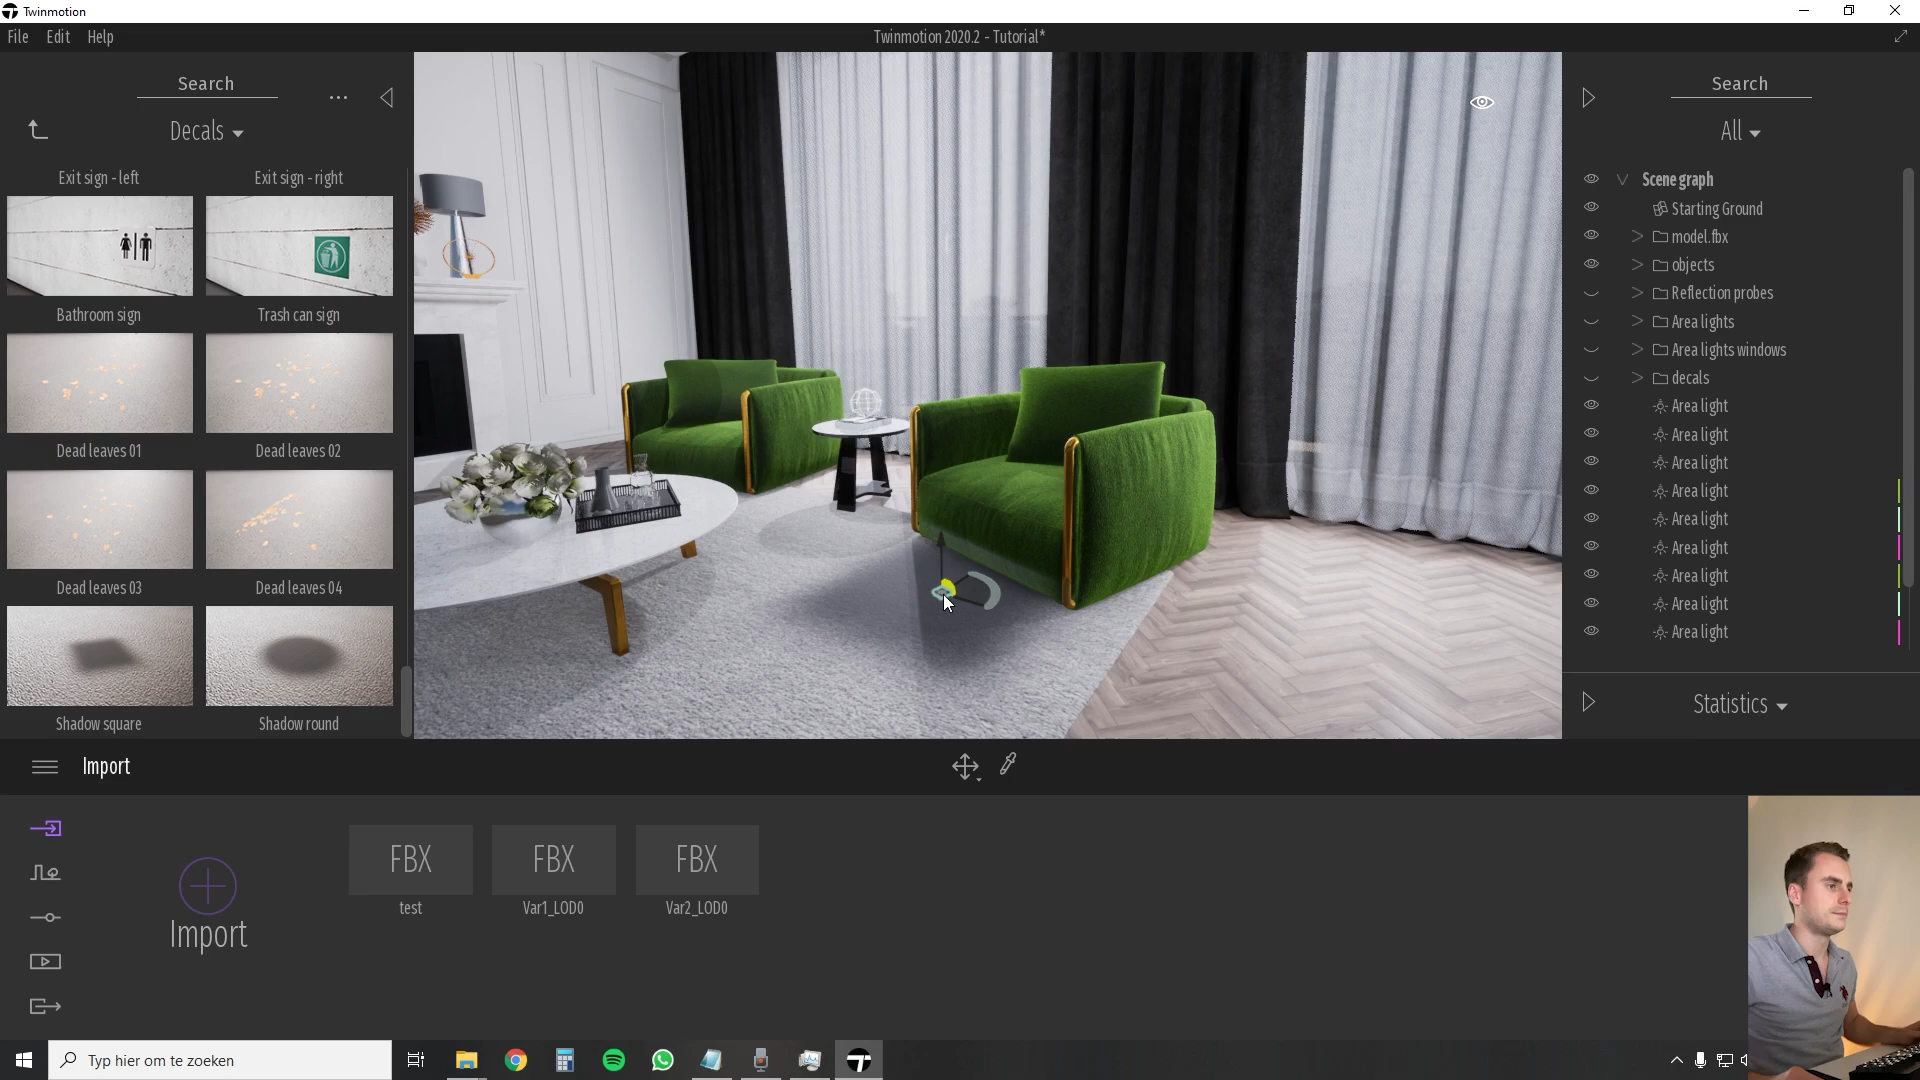 Twinmotion
File Edit Help
Twinmotion 2020.2 - Tutorial*
Search
Decals
Exit sign - left
Exit sign - right
Bathroom sign
Trash can sign
Dead leaves 01
Dead leaves 02
Dead leaves 03
Dead leaves 04
Shadow square
Shadow round
Search
All
Scene graph
Starting Ground
model.fbx
objects
Reflection probes
Area lights
Area lights windows
decals
Area light
Area light
Area light
Area light
Area light
Area light
Area light
Area light
Area light
Statistics
Import
Import
FBX
test
FBX
Var1_LOD0
FBX
Var2_LOD0
Typ hier om te zoeken